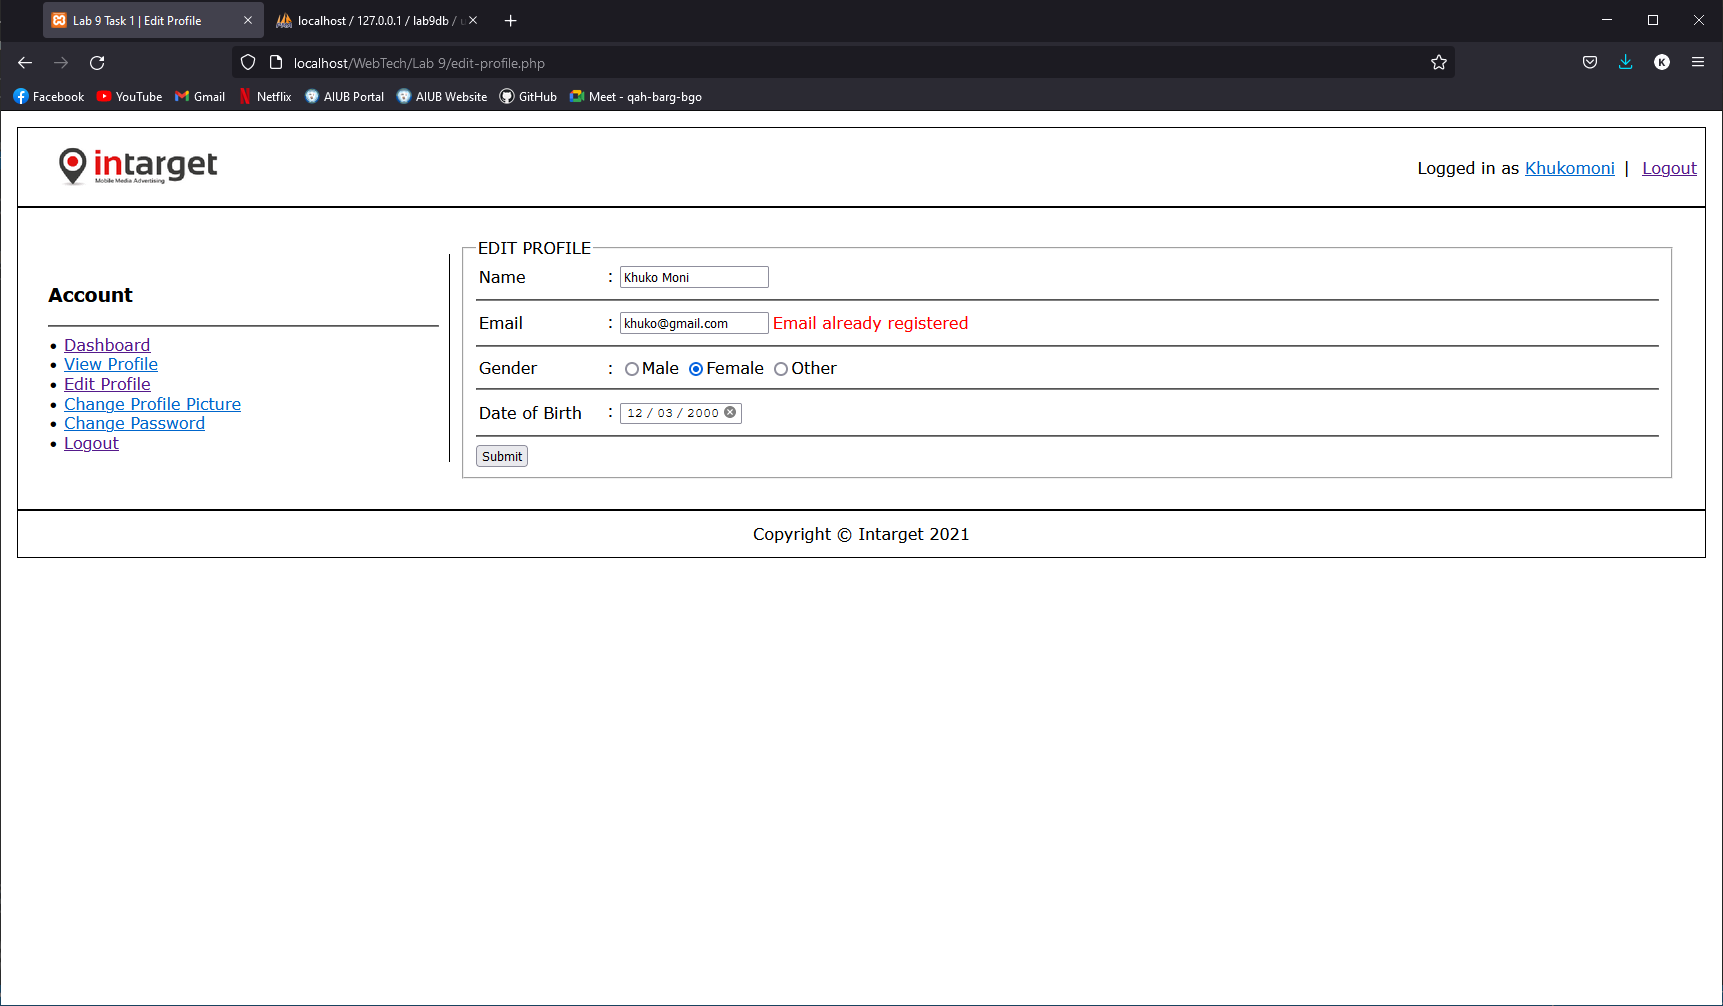 Lab 9 Task 1 | Edit Profile
localhost / 127.0.0.1 / lab9db /
localhost/WebTech/Lab 9/edit-profile.php
K
Facebook YouTube Gmail Netflix AIUB Portal AIUB Website GitHub Meet - qah-barg-bgo
intarget
Mobile Media Advertising
Logged in as Khukomoni | Logout
Account
Dashboard
View Profile
Edit Profile
Change Profile Picture
Change Password
Logout
EDIT PROFILE
Name : Khuko Moni
Email : khuko@gmail.com Email already registered
Gender : Male Female Other
Date of Birth : 12 / 03 / 2000
Submit
Copyright © Intarget 2021